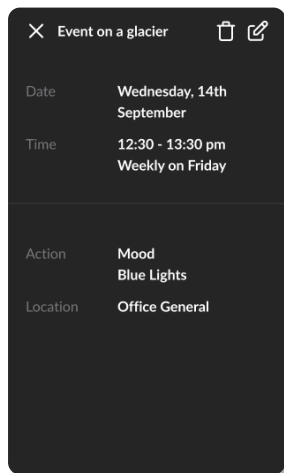 Event on a glacier
Date Wednesday, 14th
September
Time 12:30 - 13:30 pm
Weekly on Friday
Action Mood
Blue Lights
Location Office General